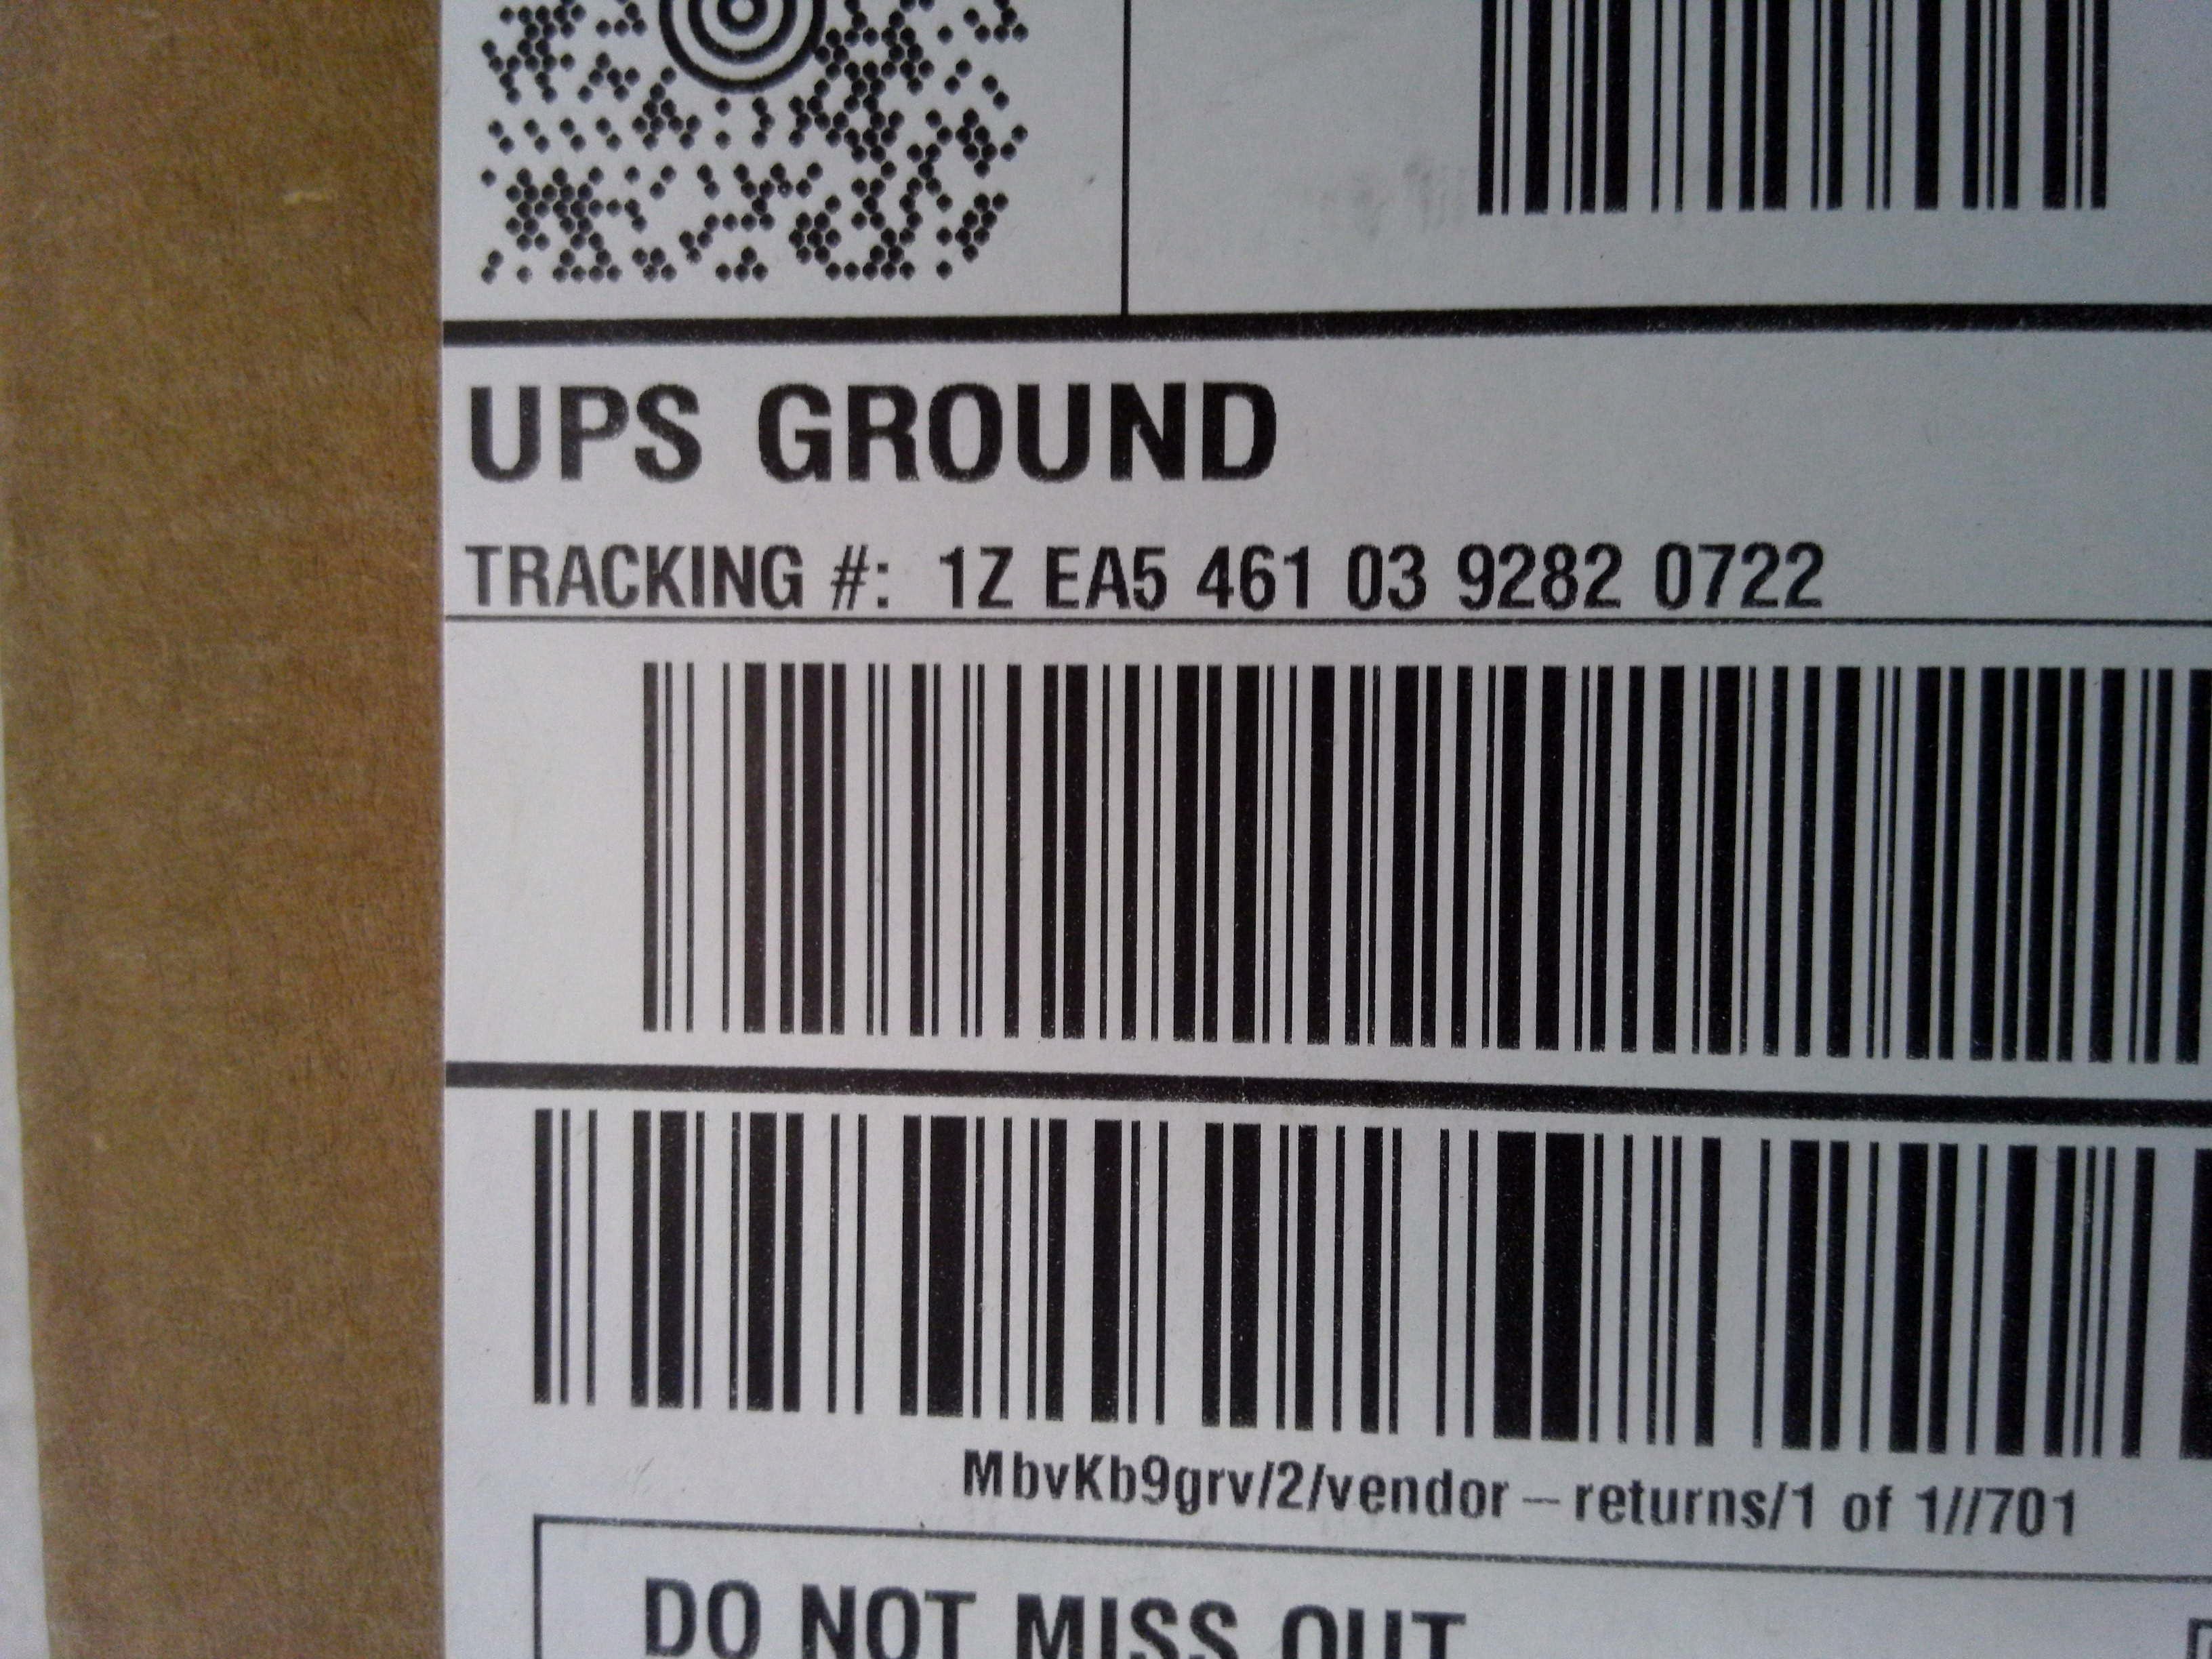 UPS GROUND
TRACKING #: 1Z EA5 461 03 9282 0722
MbvKb9grv/2/vendor-returns/1 of 1//701
DO NOT MISS OUT